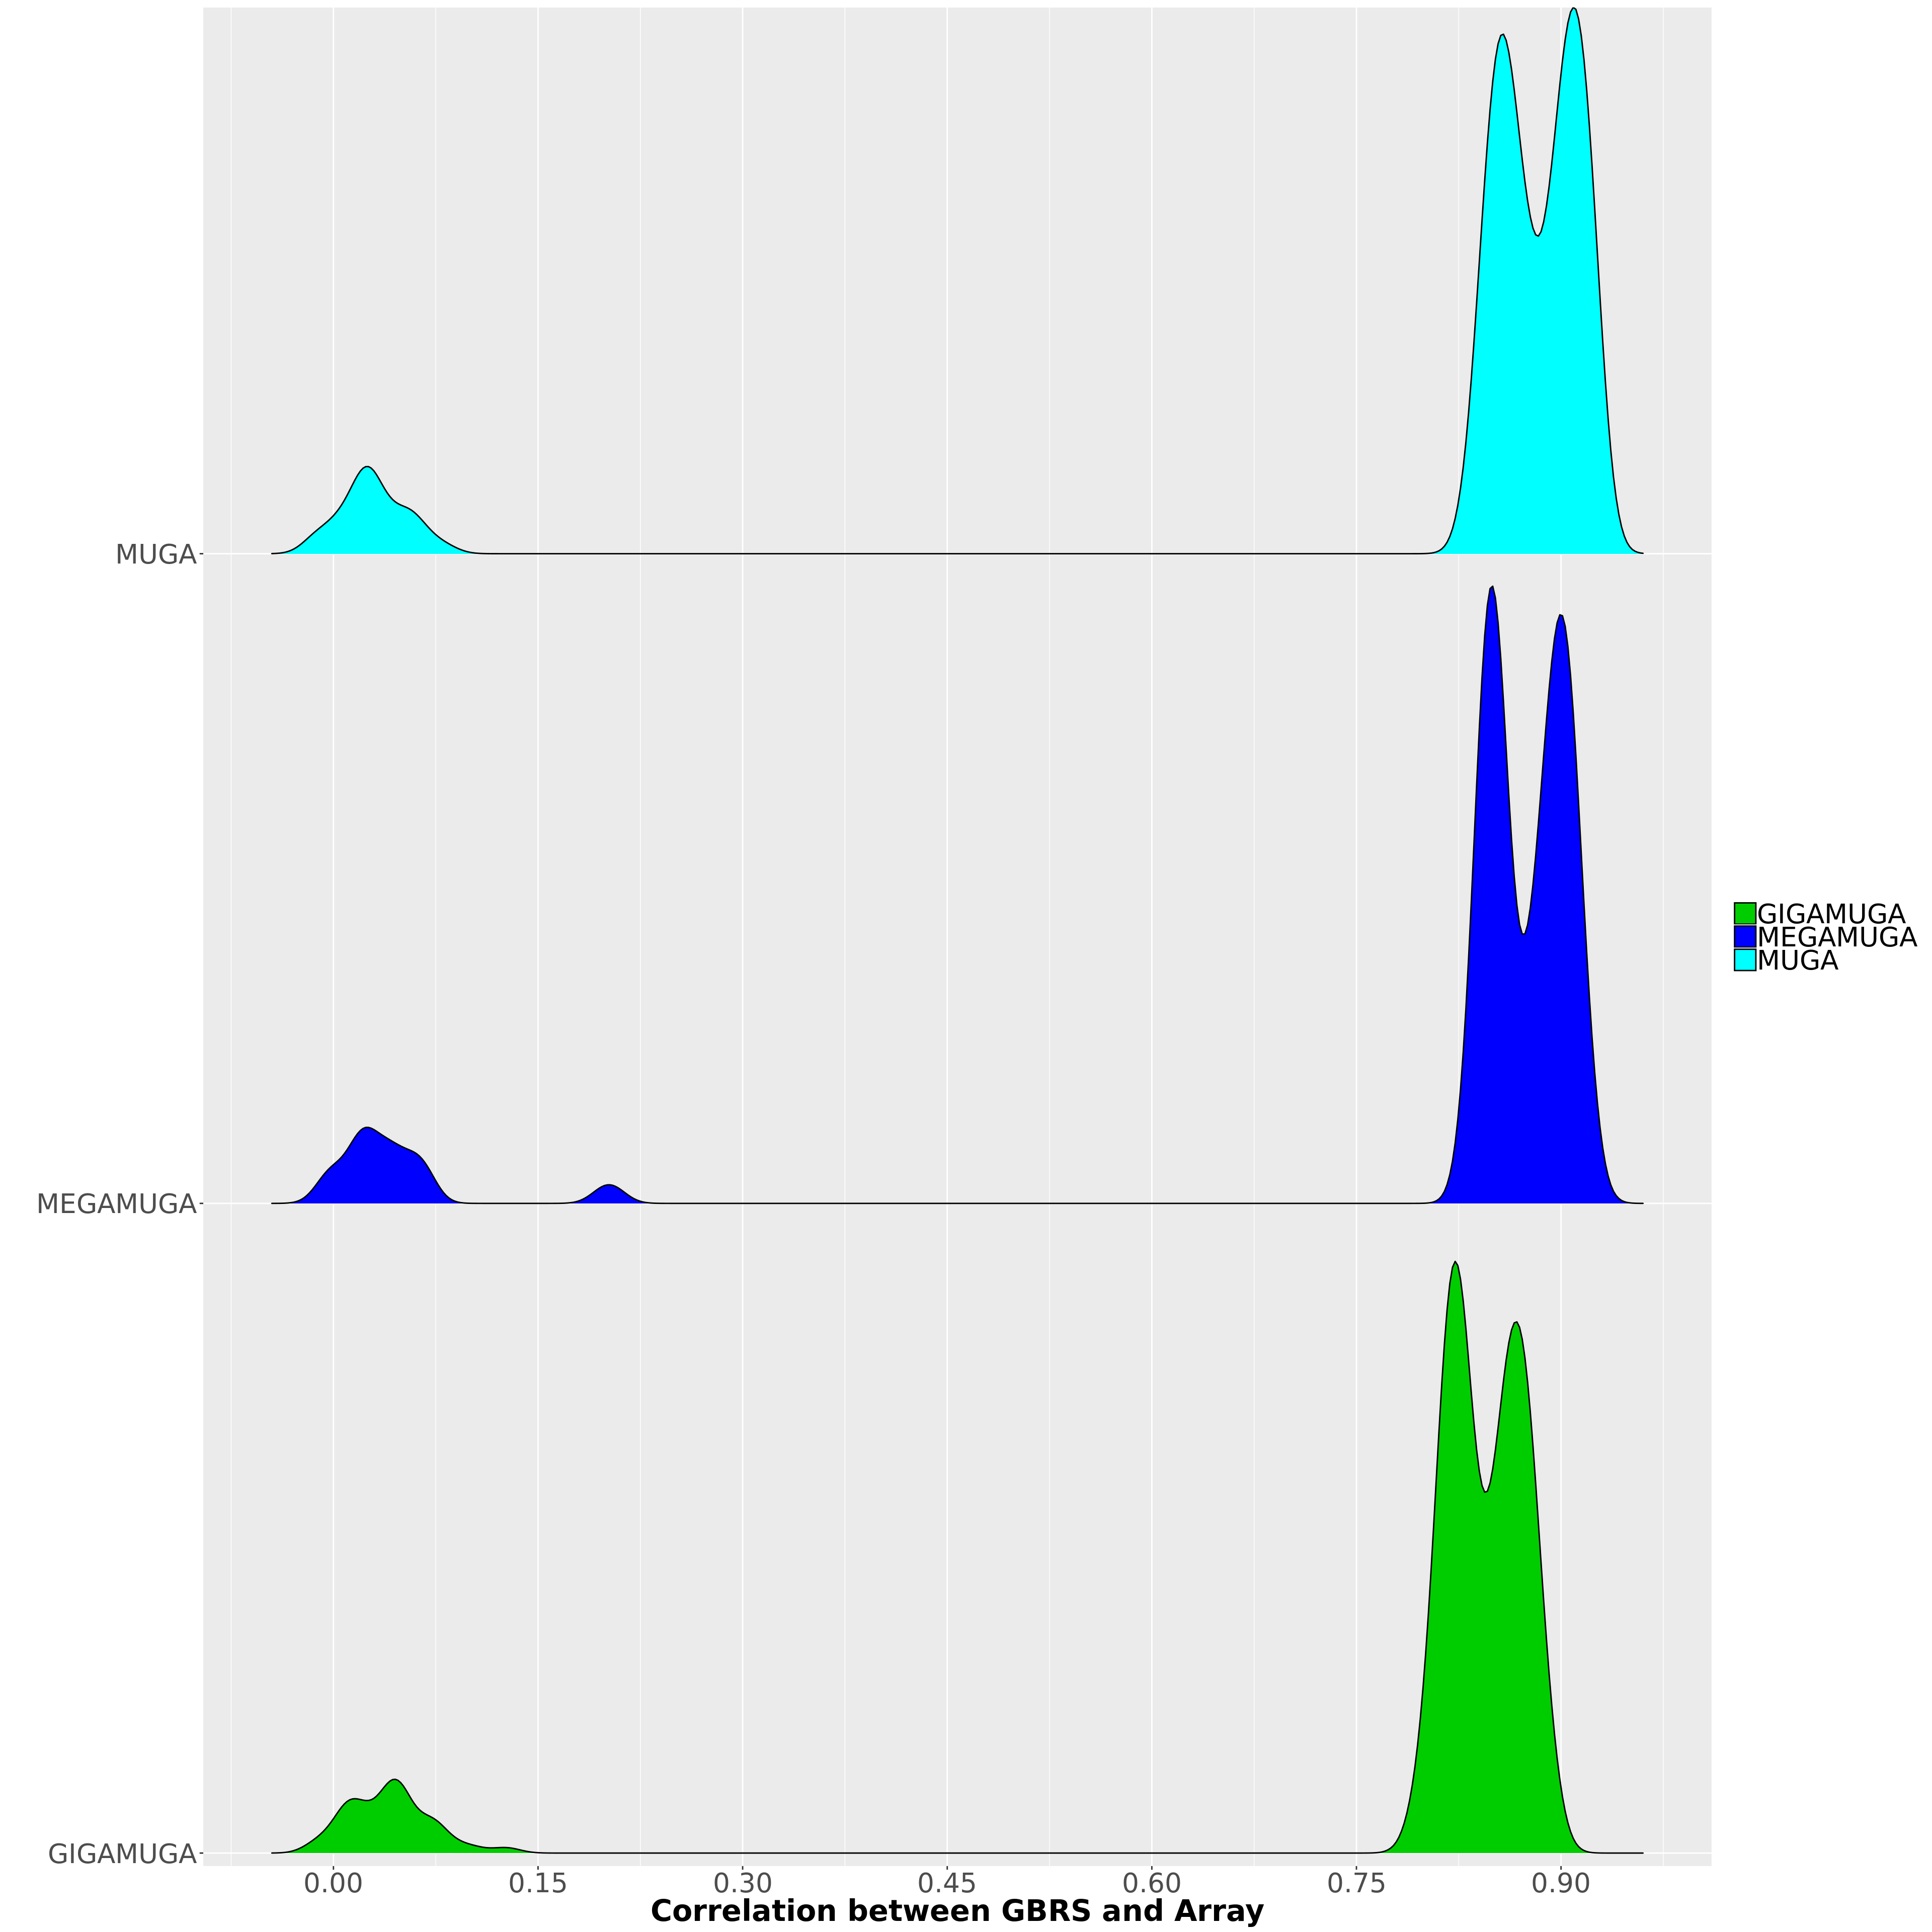 MUGA
MEGAMUGA
GIGAMUGA
0.00 0.15 0.30 0.45 0.60 0.75 0.90
Correlation between GBRS and Array
GIGAMUGA
MEGAMUGA
MUGA